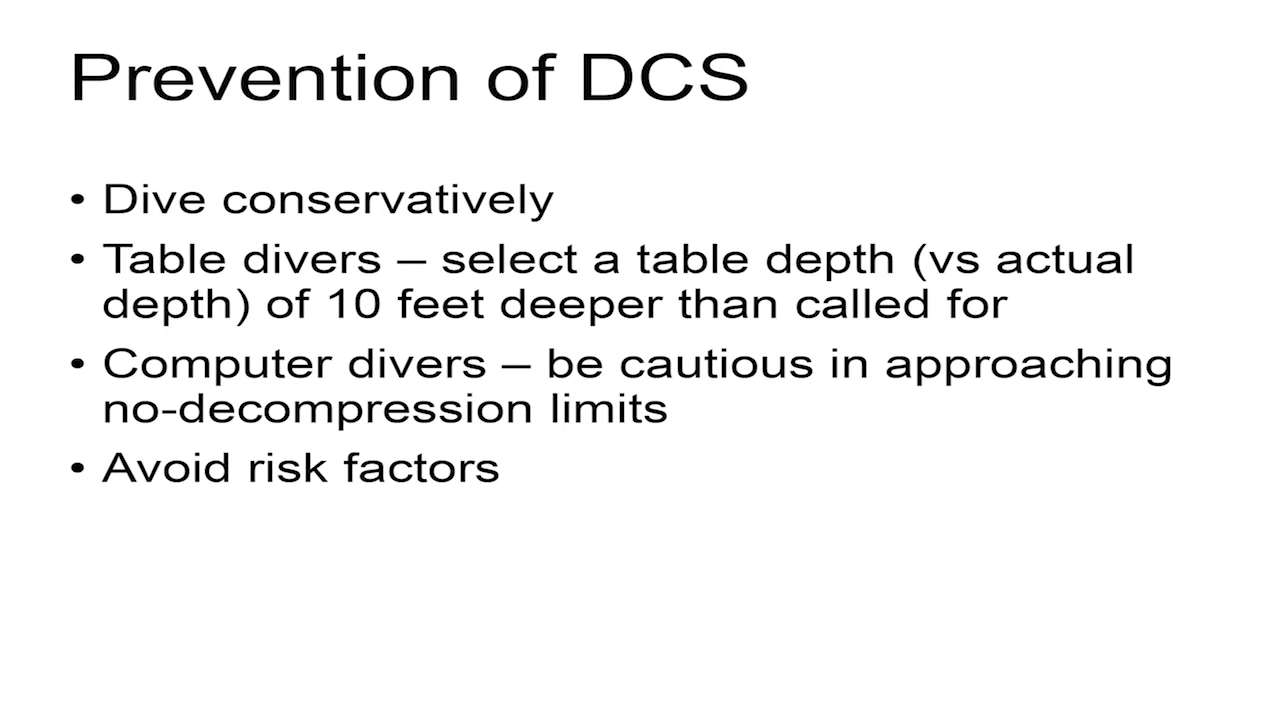 Prevention of DCS
• Dive conservatively
• Table divers – select a table depth (vs actual
depth) of 10 feet deeper than called for
• Computer divers – be cautious in approaching
no-decompression limits
• Avoid risk factors